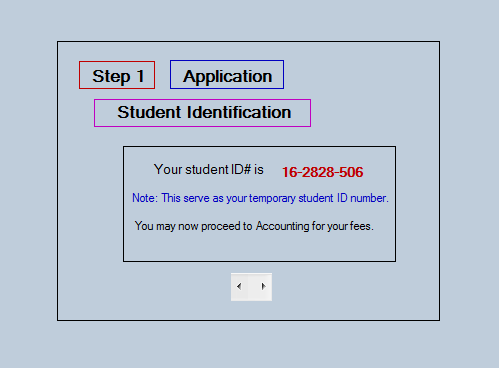 Step 1 Application
Student Identification
Your student ID# is 16-2828-506
Note: This serve as your temporary student ID number.
You may now proceed to Accounting for your fees.